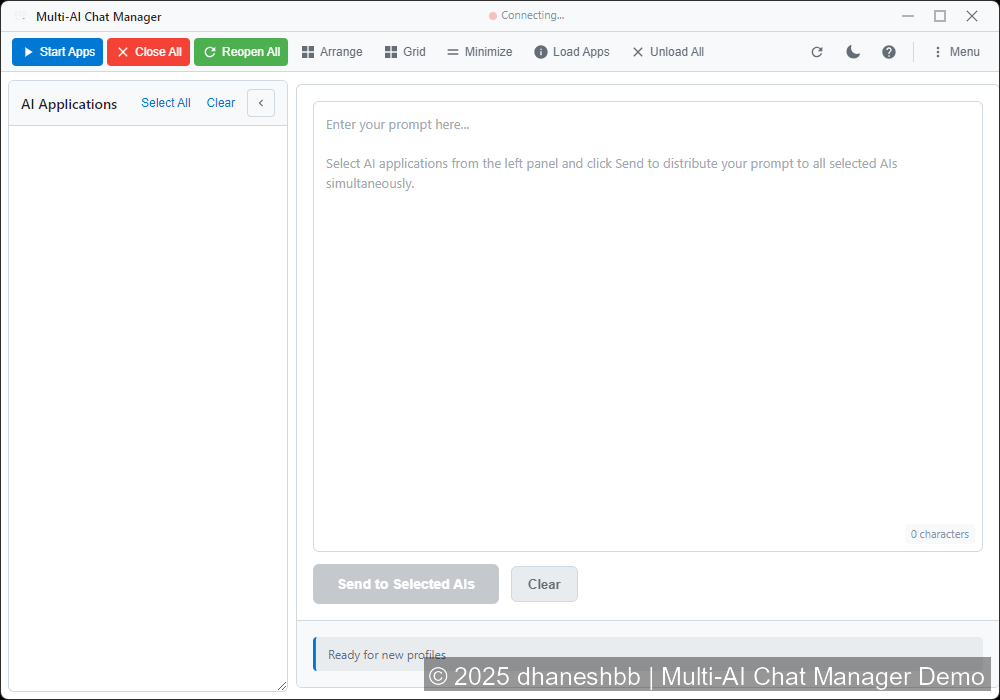 Multi-AI Chat Manager
Connecting...
Start Apps
Close All
Reopen All
Arrange
Grid
Minimize
Load Apps
Unload All
Menu
AI Applications
Select All
Clear
Enter your prompt here...
Select AI applications from the left panel and click Send to distribute your prompt to all selected AIs
simultaneously.
0 characters
Send to Selected AIs
Clear
Ready for new profiles
© 2025 dhaneshbb | Multi-AI Chat Manager Demo